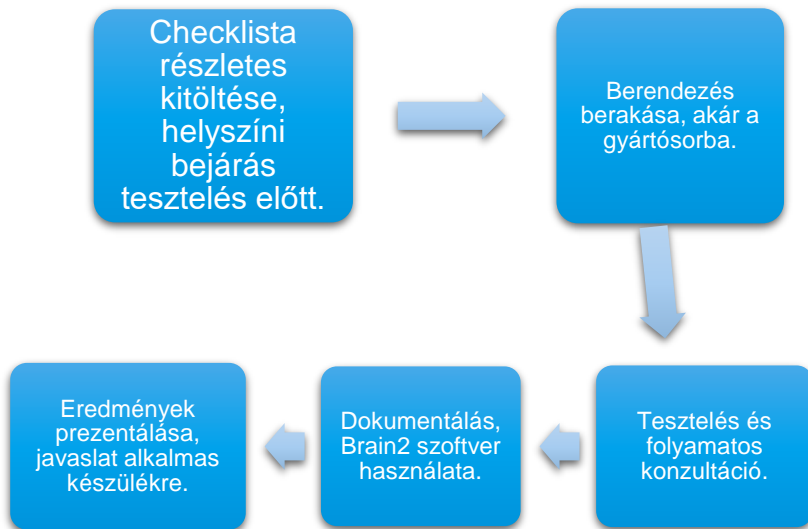 Checklista
részletes
kitöltése,
helyszíni
bejárás
tesztelés előtt.
Berendezés
berakása, akár a
gyártósorba.
Tesztelés és
folyamatos
konzultáció.
Dokumentálás,
Brain2 szoftver
használata.
Eredmények
prezentálása,
javaslat alkalmas
készülékre.